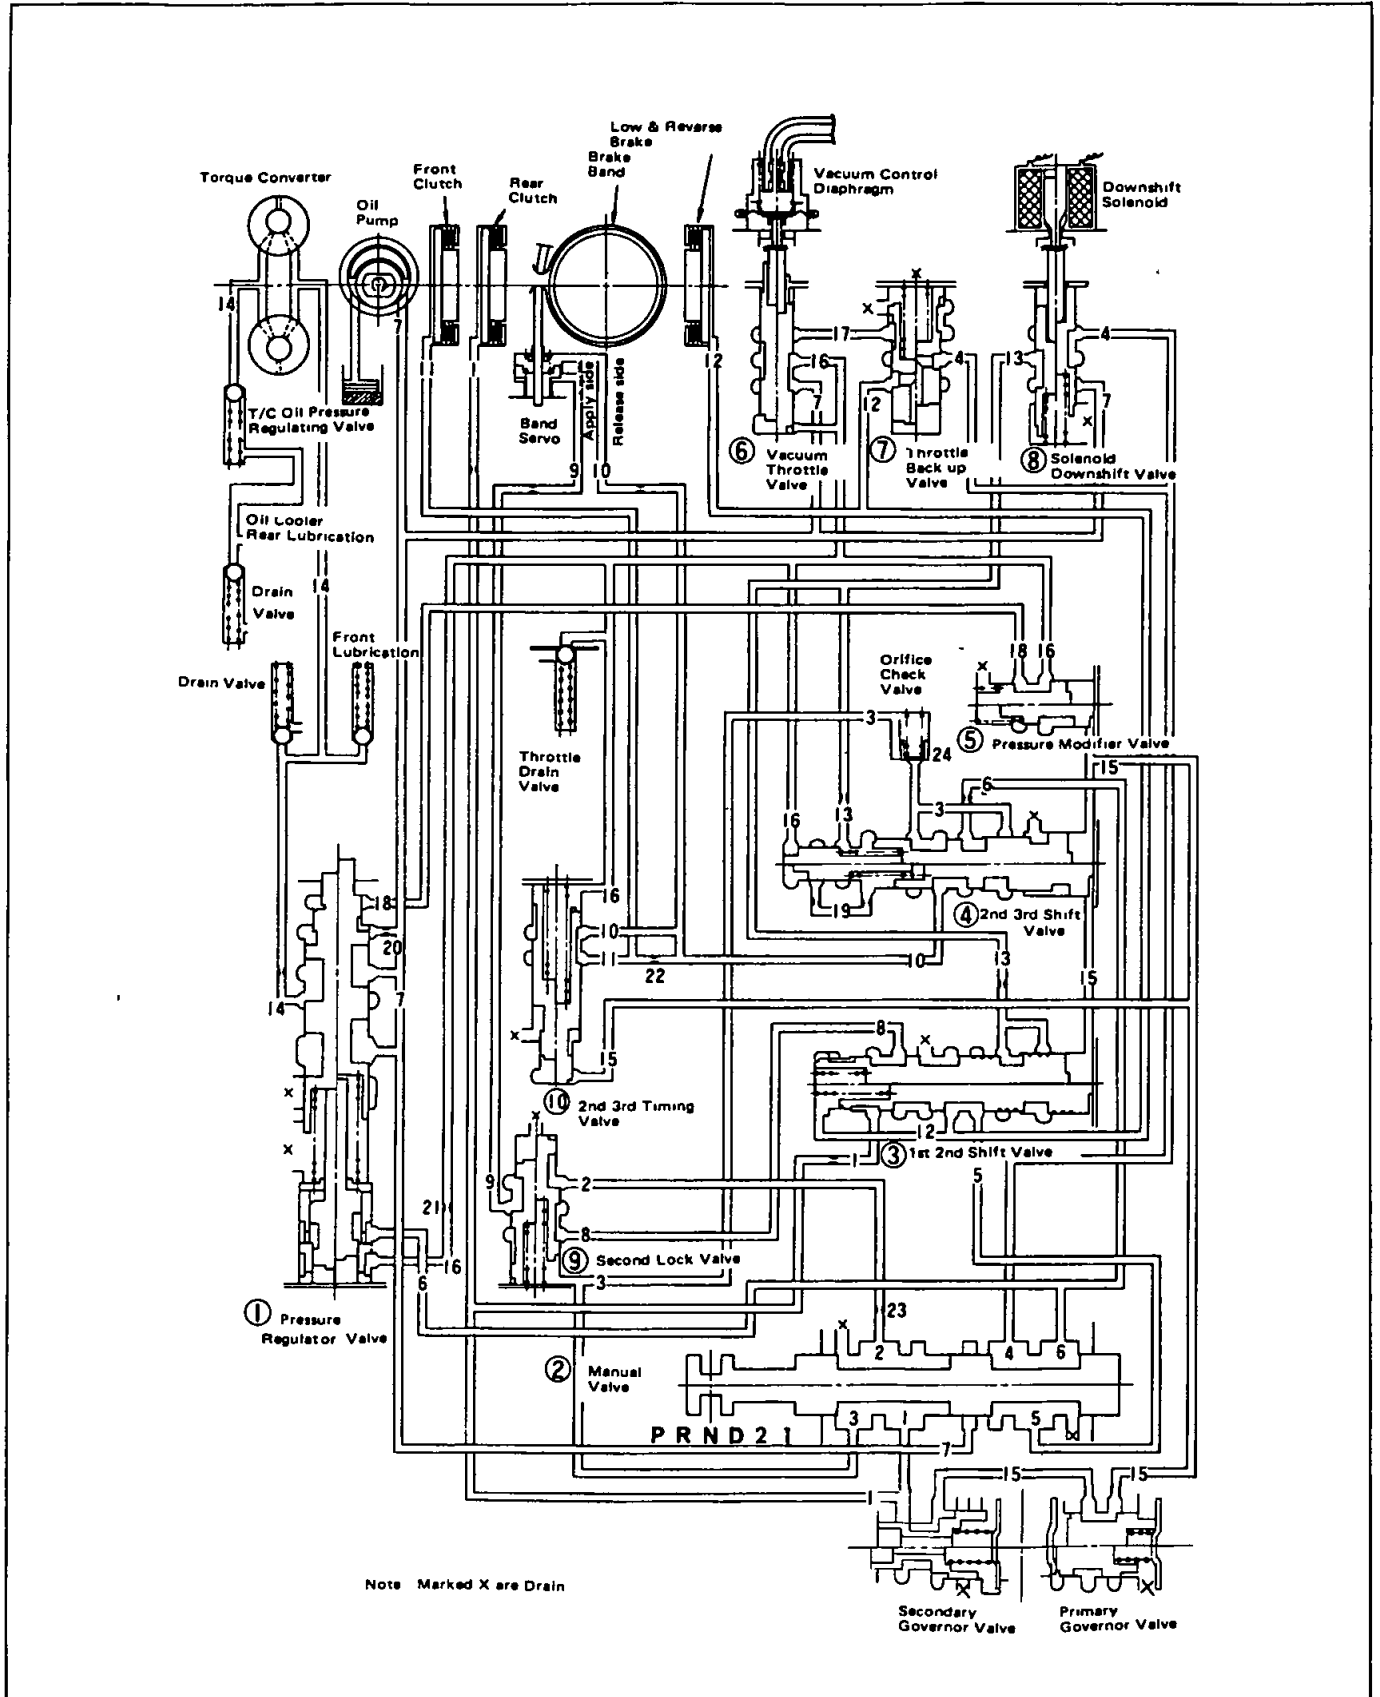 Low & Reverse
Brake
Brake
Band
Torque Converter
Front
Clutch
Rear
Clutch
Oil
Pump
Vacuum Control
Diaphragm
Downshift
Solenoid
14
7
1
1
12
17
16
7
4
12
13
4
7
X
X
X
T/C Oil Pressure
Regulating Valve
Band
Servo
Apply side
Release side
9
10
6
Vacuum
Throttle
Valve
7
Throttle
Back up
Valve
8
Solenoid
Downshift Valve
Oil Cooler
Rear Lubrication
14
Drain
Valve
Front
Lubrication
Drain Valve
Orifice
Check
Valve
18
16
X
3
24
5
Pressure Modifier Valve
15
Throttle
Drain
Valve
6
3
16
13
X
18
16
19
4
2nd 3rd Shift
Valve
20
10
11
22
10
13
15
14
7
X
15
8
X
X
10
2nd 3rd Timing
Valve
X
X
12
3
1st 2nd Shift Valve
1
5
9
2
21
8
9
Second Lock Valve
16
6
3
1
Pressure
Regulator Valve
23
X
2
4
6
2
Manual
Valve
3
5
X
P R N D 2 1
7
15
15
1
Note Marked X are Drain
X
X
Secondary
Governor Valve
Primary
Governor Valve